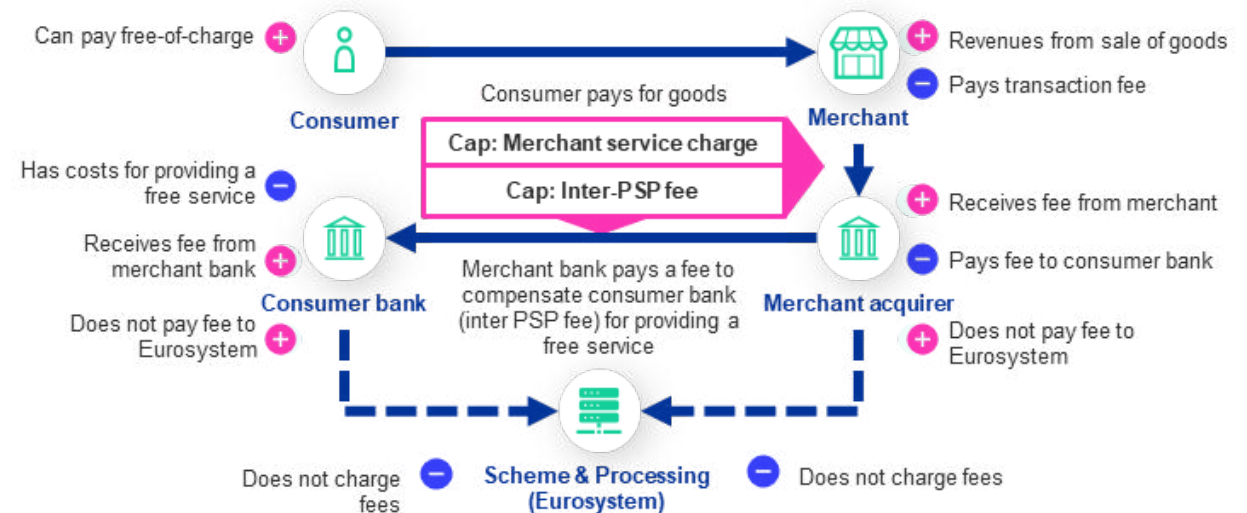 Can pay free-of-charge
Consumer
Consumer pays for goods
Merchant
Revenues from sale of goods
Pays transaction fee
Cap: Merchant service charge
Cap: Inter-PSP fee
Has costs for providing a
free service
Receives fee from
merchant bank
Consumer bank
Does not pay fee to
Eurosystem
Merchant bank pays a fee to
compensate consumer bank
(inter PSP fee) for providing a
free service
Receives fee from merchant
Pays fee to consumer bank
Merchant acquirer
Does not pay fee to
Eurosystem
Does not charge
fees
Scheme & Processing
(Eurosystem)
Does not charge fees